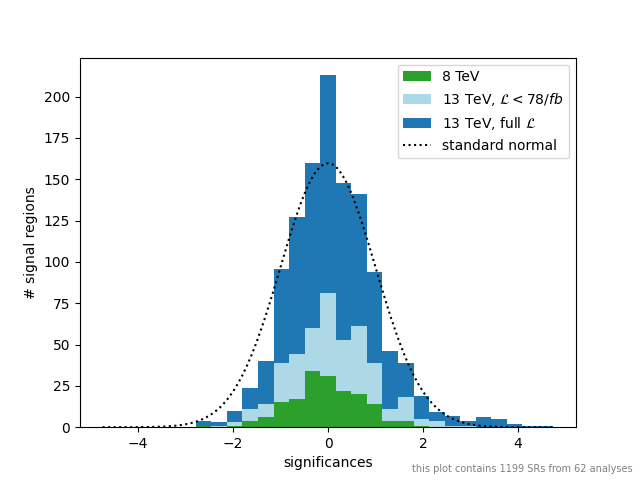 8 TeV
13 TeV, ℒ < 78/fb
13 TeV, full ℒ
standard normal
# signal regions
200
175
150
125
100
75
50
25
0
−4
−2
0
2
4
significances
this plot contains 1199 SRs from 62 analyses